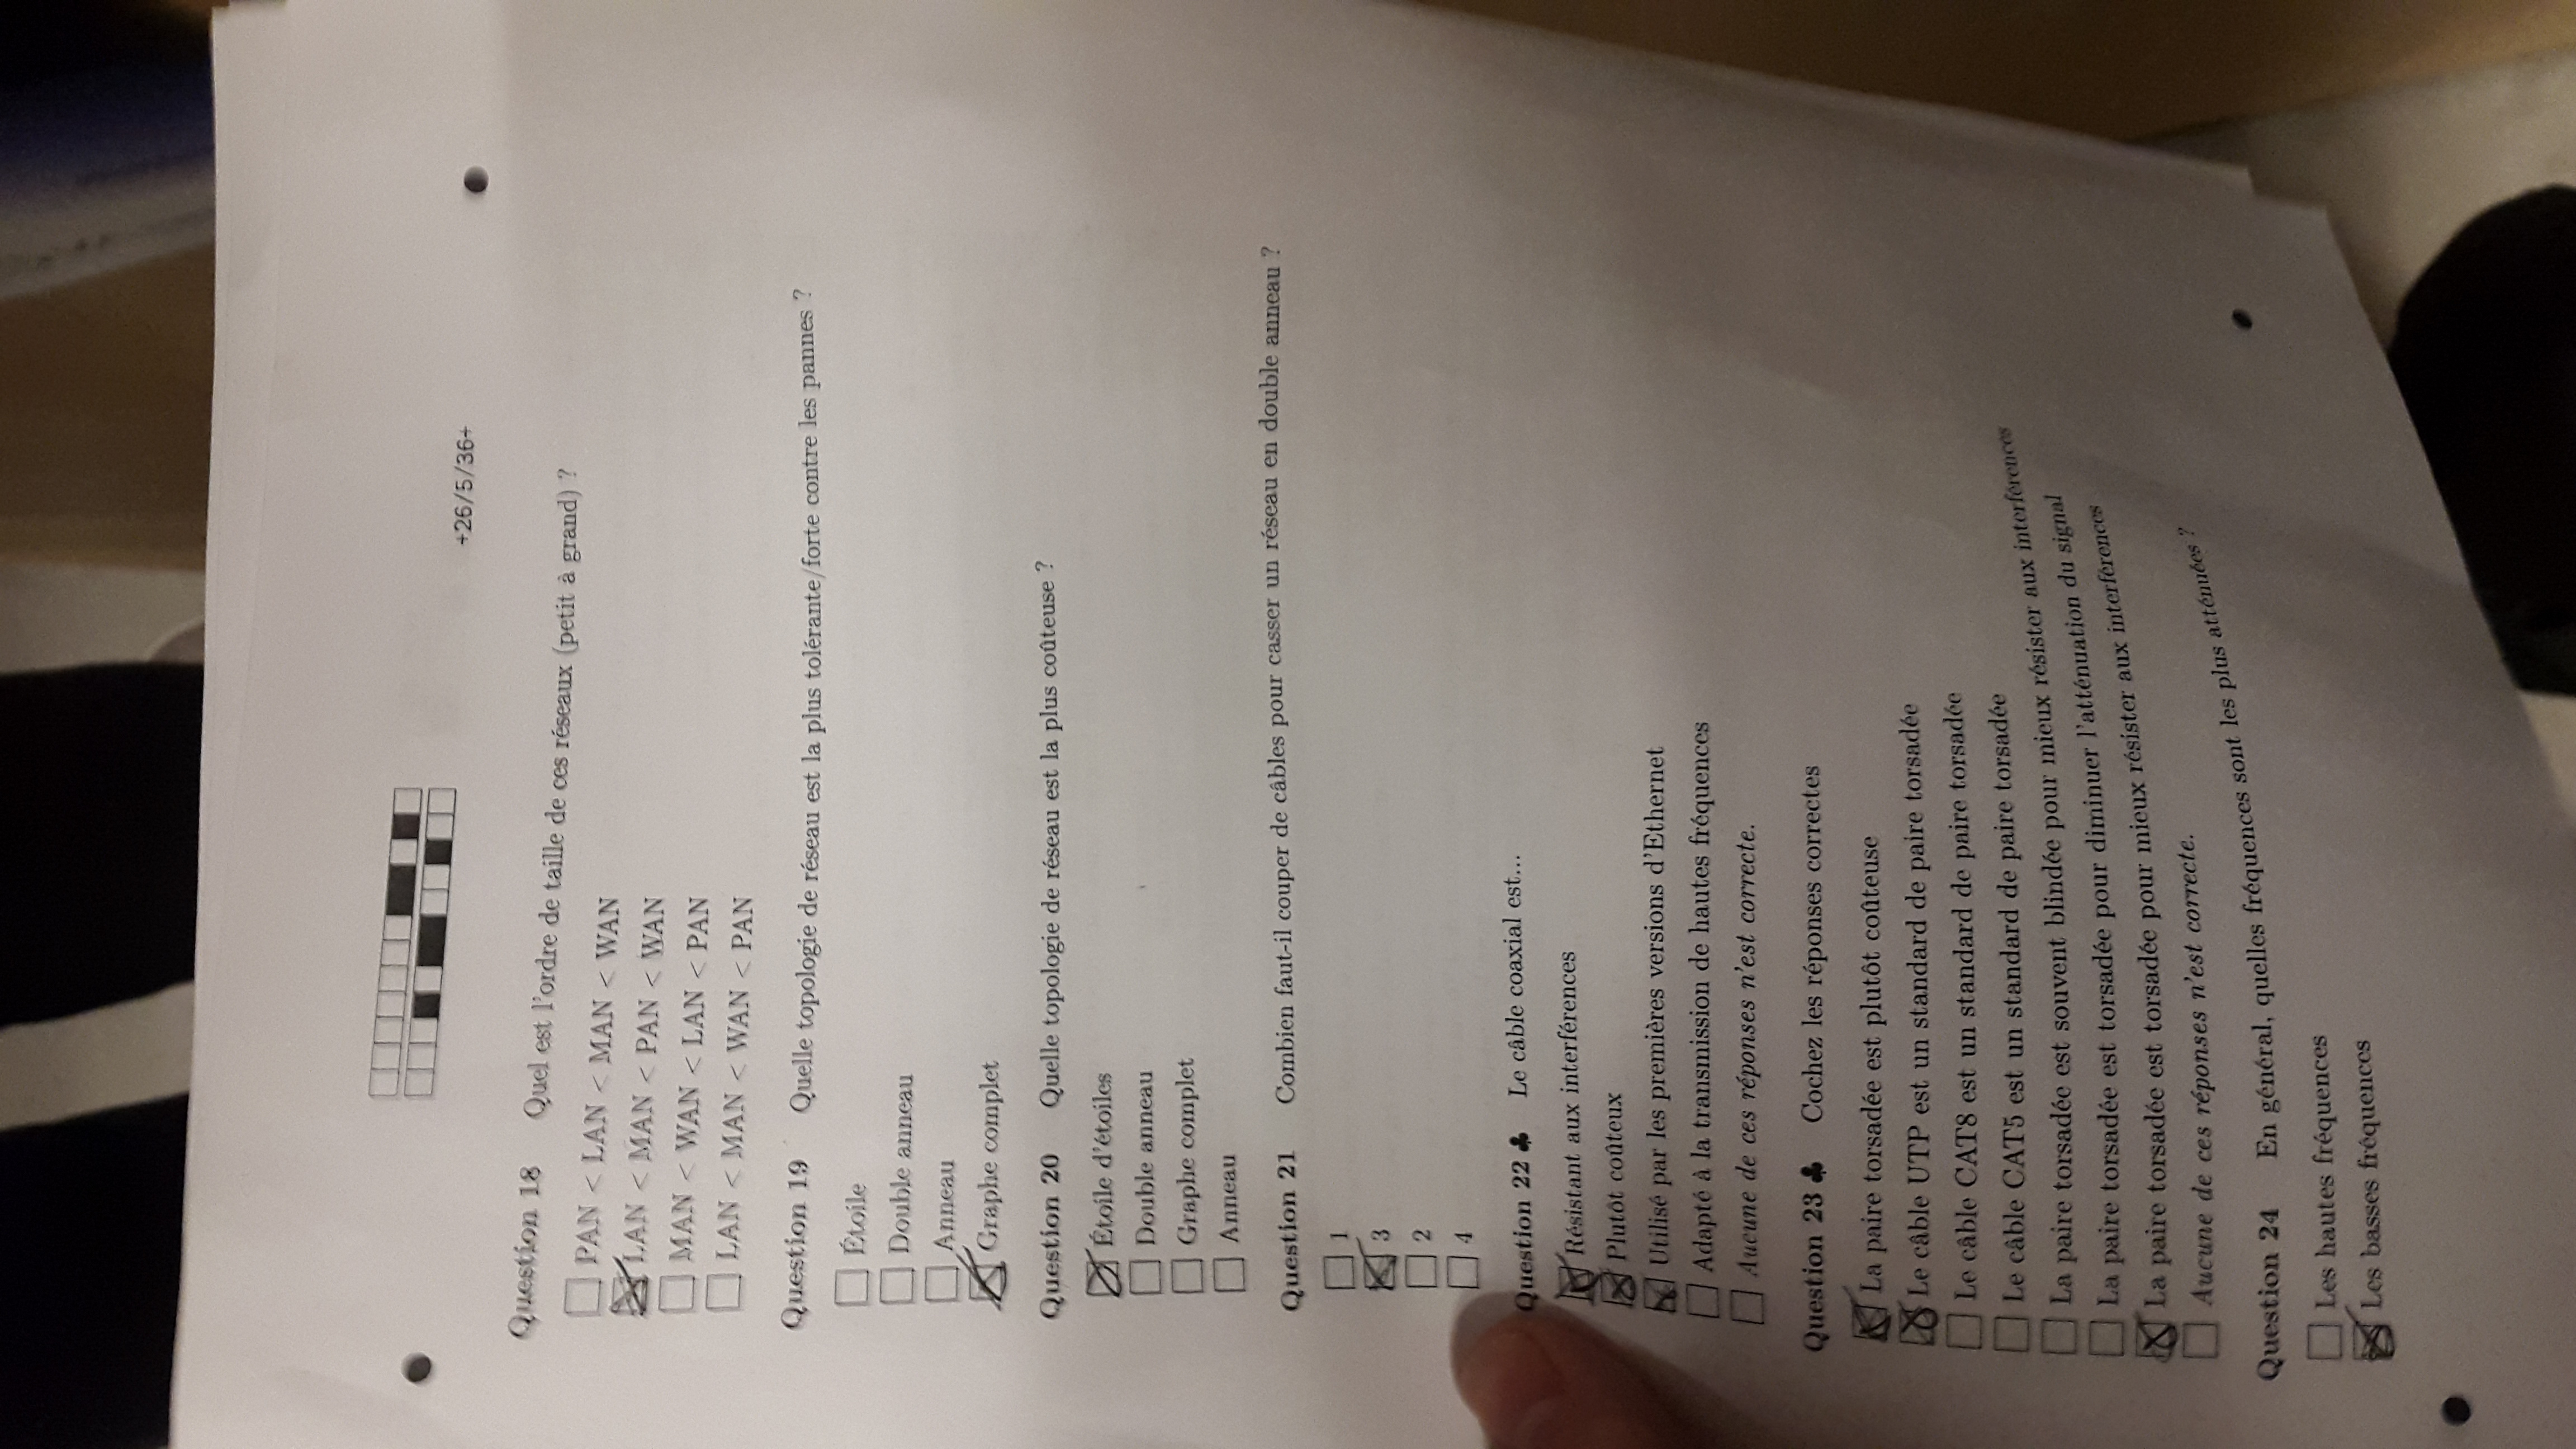 +26/5/36+
Question 18 Quel est l'ordre de taille de ces réseaux (petit à grand) ?
PAN < LAN < MAN < WAN
LAN < MAN < PAN < WAN
MAN < WAN < LAN < PAN
LAN < MAN < WAN < PAN
Question 19 Quelle topologie de réseau est la plus tolérante/forte contre les pannes ?
Étoile
Double anneau
Anneau
Graphe complet
Question 20 Quelle topologie de réseau est la plus coûteuse ?
Étoile d'étoiles
Double anneau
Graphe complet
Anneau
Question 21 Combien faut-il couper de câbles pour casser un réseau en double anneau ?
1
3
2
4
Question 22 ♣ Le câble coaxial est...
Résistant aux interférences
Plutôt coûteux
Utilisé par les premières versions d'Ethernet
Adapté à la transmission de hautes fréquences
Aucune de ces réponses n'est correcte.
Question 23 ♣ Cochez les réponses correctes
La paire torsadée est plutôt coûteuse
Le câble UTP est un standard de paire torsadée
Le câble CAT8 est un standard de paire torsadée
Le câble CAT5 est un standard de paire torsadée
La paire torsadée est souvent blindée pour mieux résister aux interférences
La paire torsadée est torsadée pour diminuer l'atténuation du signal
La paire torsadée est torsadée pour mieux résister aux interférences
Aucune de ces réponses n'est correcte.
Question 24 En général, quelles fréquences sont les plus atténuées ?
Les hautes fréquences
Les basses fréquences